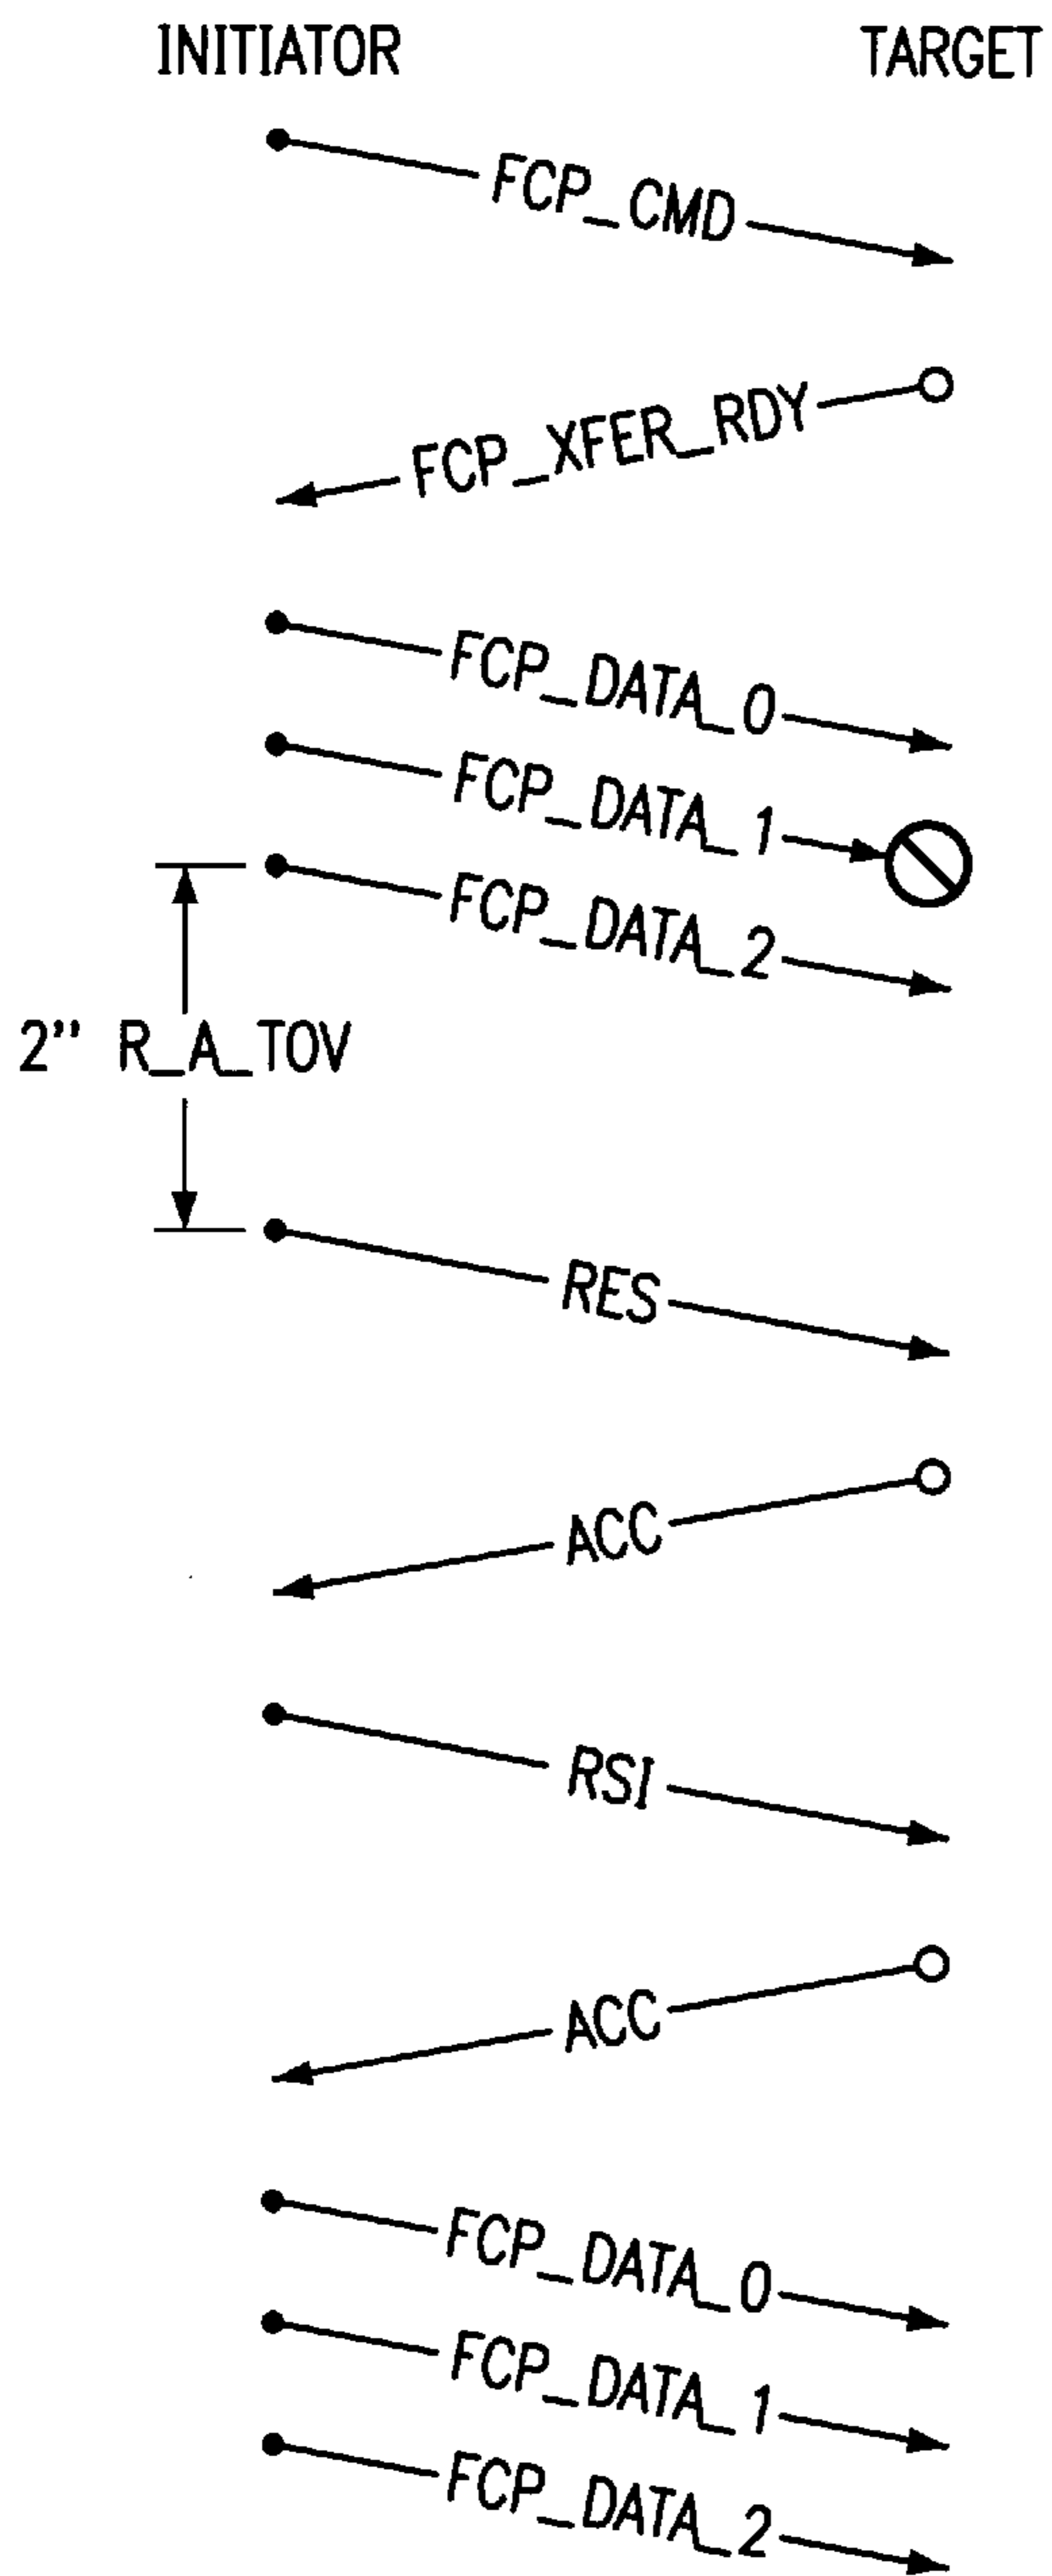 INITIATOR TARGET
FCP_CMD
FCP_XFER_RDY
FCP_DATA_0
FCP_DATA_1
FCP_DATA_2
2" R_A_TOV
RES
ACC
RSI
ACC
FCP_DATA_0
FCP_DATA_1
FCP_DATA_2